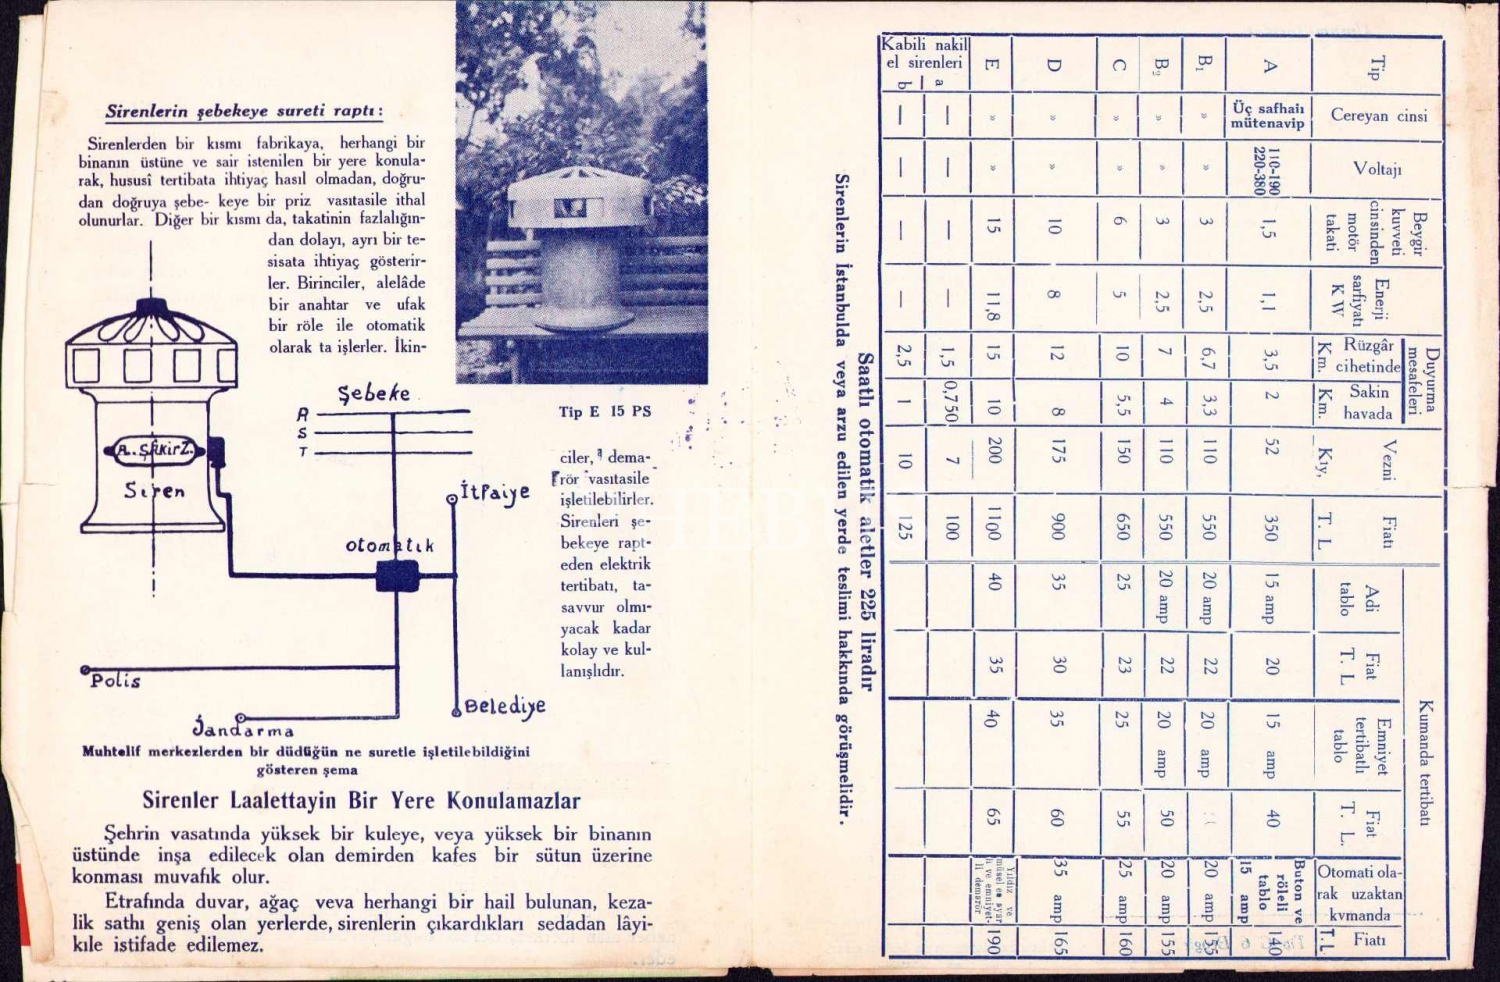 Sirenlerin şebekeye sureti raptı:
Sirenlerden bir kısmı fabrikaya, herhangi bir
binanın üstüne ve sair istenilen bir yere konula-
rak, hususî tertibata ihtiyaç hasıl olmadan, doğru-
dan doğruya şebe- keye bir priz vasıtasile ithal
olunurlar. Diğer bir kısmı da, takatinin fazlalığın-
dan dolayı, ayrı bir te-
sisata ihtiyaç gösterir-
ler. Birinciler, alelâde
bir anahtar ve ufak
bir röle ile otomatik
olarak ta işlerler. İkin-
Tip E 15 PS
ciler, dema-
rör vasıtasile
işletilebilirler.
Sirenleri şe-
bekeye rapt-
eden elektrik
tertibatı, ta-
savvur olmı-
yacak kadar
kolay ve kul-
lanışlıdır.
Şebeke
R
S
T
A. ŞAKİR Z.
Siren
otomatik
İtfaiye
Polis
Jandarma
Belediye
Muhtelif merkezlerden bir düdüğün ne suretle işletilebildiğini
gösteren şema
Sirenler Laalettayin Bir Yere Konulamazlar
Şehrin vasatında yüksek bir kuleye, veya yüksek bir binanın
üstünde inşa edilecek olan demirden kafes bir sütun üzerine
konması muvafık olur.
Etrafında duvar, ağaç veva herhangi bir hail bulunan, keza-
lik sathı geniş olan yerlerde, sirenlerin çıkardıkları sedadan lâyi-
kıle istifade edilemez.
Tip
Cereyan cinsi
Voltajı
Beygir kuvveti cinsinden motör takati
Enerji sarfiyatı K W
Duyurma mesafeleri
Rüzgâr cihetinde Km.
Sakin havada Km.
Vezni Kıy,
Fiatı T. L
Kumanda tertibatı
Adi tablo
Fiat T. L
Emniyet tertibatlı tablo
Fiat T. L.
Otomati olarak uzaktan kvmanda
Fiatı T.L
A Üç safhaiı mütenavip 110-190 220-380 1,5 1,1 3,5 2 52 350 15 amp 20 15 amp 40 Buton ve röleli tablo 15 amp 140
B1 » » 3 2,5 6,7 3,3 110 550 20 amp 22 20 amp 20 amp 155
B2 » » 3 2,5 7 4 110 550 20 amp 22 20 amp 50 20 amp 155
C » » 6 5 10 5,5 150 650 25 23 25 55 25 amp 160
D » » 10 8 12 8 175 900 35 30 35 60 35 amp 165
E » » 15 11,8 15 10 200 1100 40 35 40 65 190
Kabili nakil el sirenleri
a — — — — 1,5 0,750 7 100
b — — — — 2,5 1 10 125
Saatlı otomatik aletler 225 liradır
Sirenlerin İstanbulda veya arzu edilen yerde teslimi hakkında görüşmelidir.